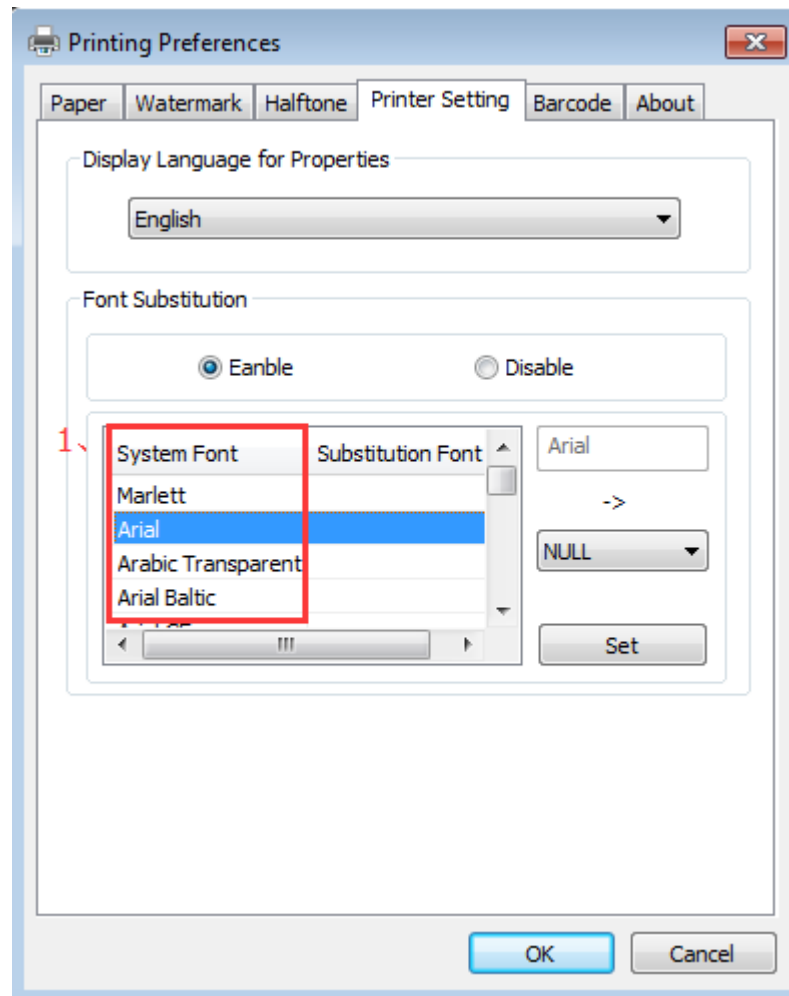 Printing Preferences
Paper Watermark Halftone Printer Setting Barcode About
Display Language for Properties
English
Font Substitution
Eanble Disable
1、
System Font Substitution Font
Marlett
Arial
Arabic Transparent
Arial Baltic
Arial
->
NULL
Set
OK Cancel